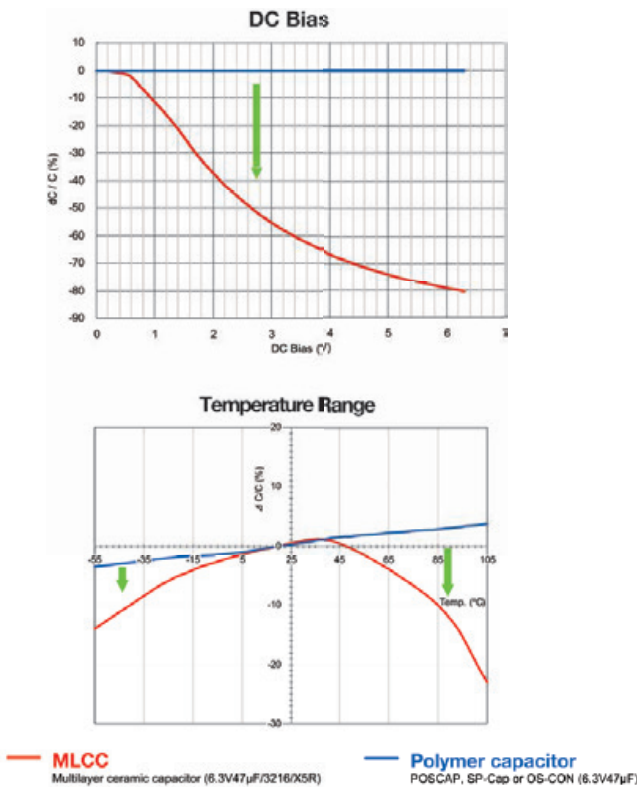 DC Bias
10
0
-10
-20
-30
-40
-50
-60
-70
-80
-90
dC / C (%)
0 1 2 3 4 5 6 7
DC Bias (V)
Temperature Range
20
10
0
-10
-20
-30
⊿ C/C (%)
-55 -35 -15 5 25 45 65 85 105
Temp. (°C)
MLCC
Multilayer ceramic capacitor (6.3V47µF/3216/X5R)
Polymer capacitor
POSCAP, SP-Cap or OS-CON (6.3V47µF)